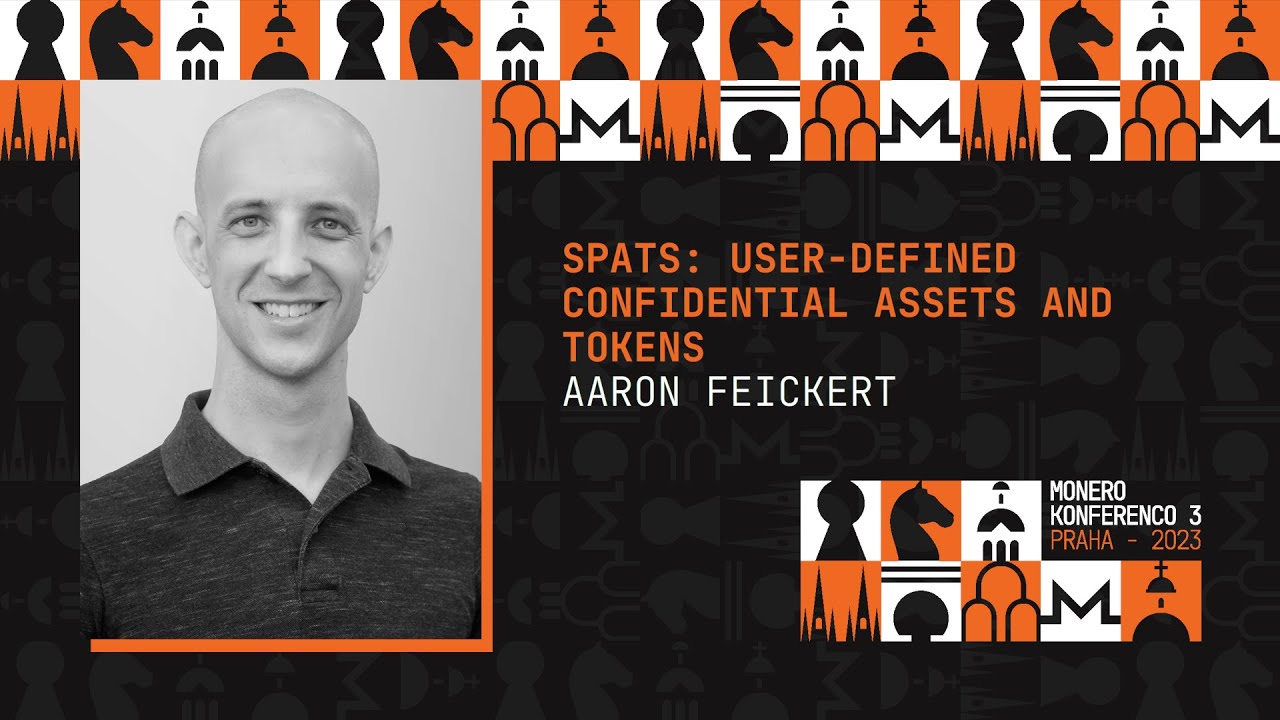 SPATS: USER-DEFINED
CONFIDENTIAL ASSETS AND
TOKENS
AARON FEICKERT
MONERO
KONFERENCO 3
PRAHA - 2023